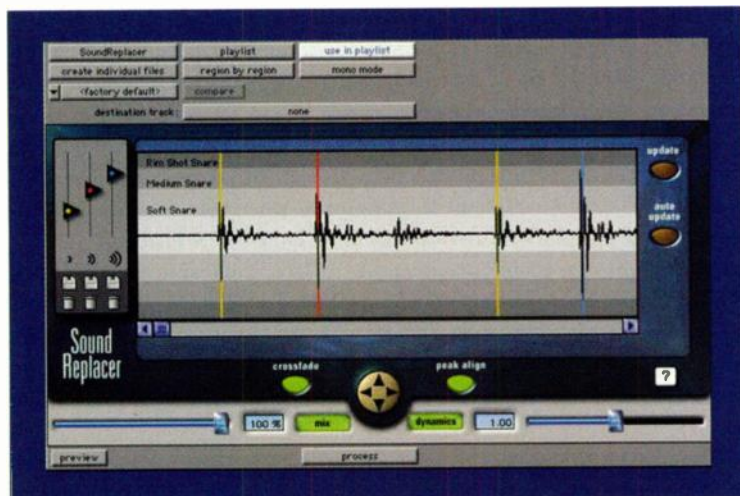 SoundReplacer playlist use in playlist
create individual files region by region mono mode
<factory default> compare
destination track: none
Rim Shot Snare
Medium Snare
Soft Snare
update
auto update
Sound Replacer
crossfade peak align
?
100 % mix dynamics 1.00
preview process